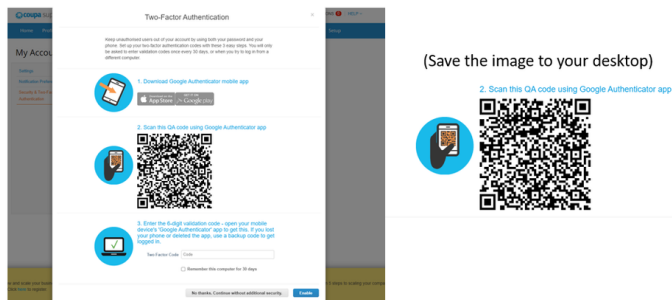 coupa
HELP
Home
Setup
My Accou
Settings
Two-Factor Authentication
×
Keep unauthorised users out of your account by using both your password and your
phone. Set up your two-factor authentication codes with these 3 easy steps. You will only
be asked to enter validation codes once every 30 days, or when you try to log in from a
different computer.
1. Download Google Authenticator mobile app
App Store
Google
2. Scan this QA code using Google Authenticator app
3. Enter the 6-digit validation code - open your mobile
device's 'Google Authenticator' app to get this. If you lost
your phone or deleted the app, use a backup code to get
logged in.
Two Factor Code
Code
Remember this computer for 30 days
No thanks. Continue without additional security.
Enable
(Save the image to your desktop)
2. Scan this QA code using Google Authenticator app